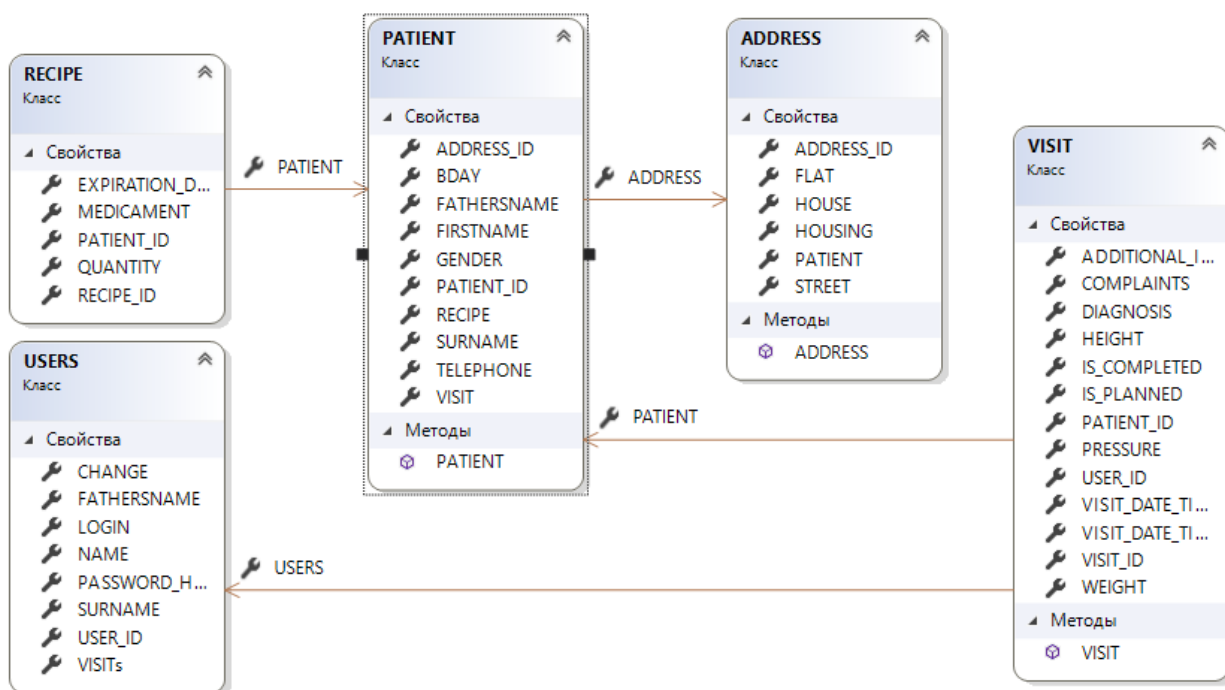 RECIPE
Класс
Свойства
EXPIRATION_D...
MEDICAMENT
PATIENT_ID
QUANTITY
RECIPE_ID
PATIENT
PATIENT
Класс
Свойства
ADDRESS_ID
BDAY
FATHERSNAME
FIRSTNAME
GENDER
PATIENT_ID
RECIPE
SURNAME
TELEPHONE
VISIT
Методы
PATIENT
ADDRESS
ADDRESS
Класс
Свойства
ADDRESS_ID
FLAT
HOUSE
HOUSING
PATIENT
STREET
Методы
ADDRESS
VISIT
Класс
Свойства
ADDITIONAL_I...
COMPLAINTS
DIAGNOSIS
HEIGHT
IS_COMPLETED
IS_PLANNED
PATIENT_ID
PRESSURE
USER_ID
VISIT_DATE_TI...
VISIT_DATE_TI...
VISIT_ID
WEIGHT
Методы
VISIT
PATIENT
USERS
USERS
Класс
Свойства
CHANGE
FATHERSNAME
LOGIN
NAME
PASSWORD_H...
SURNAME
USER_ID
VISITs